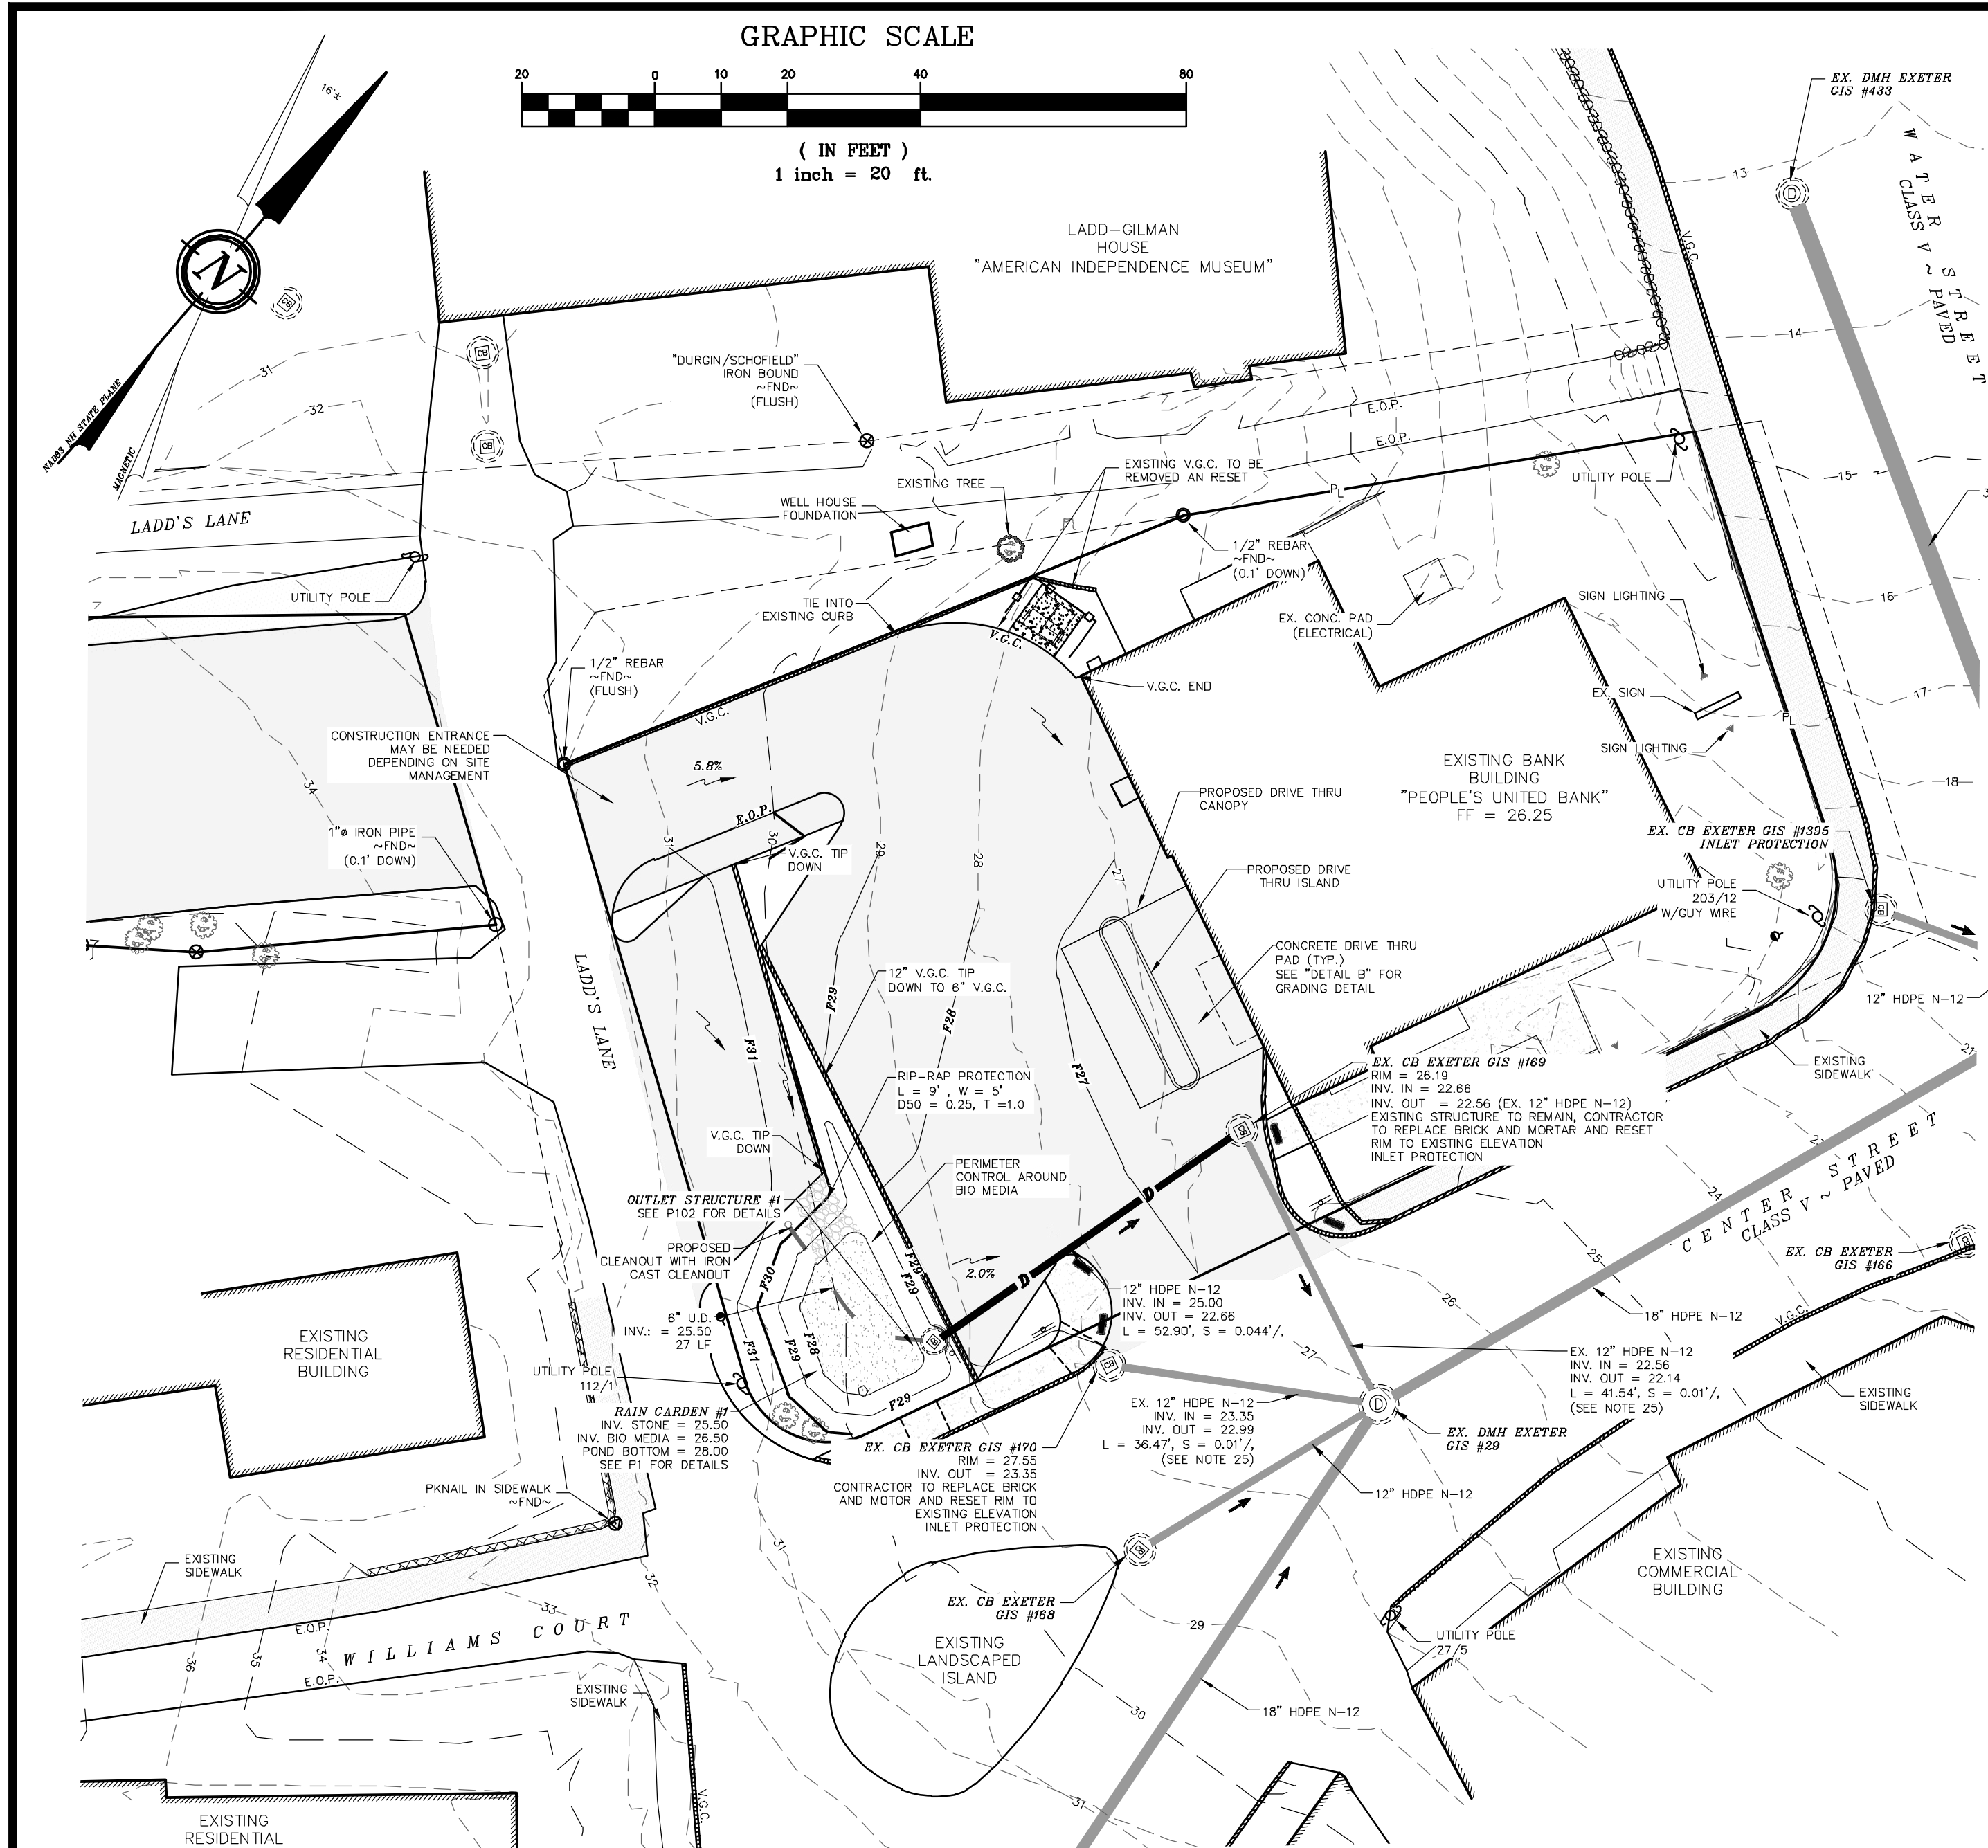 GRAPHIC SCALE
20
0
10
20
40
80
( IN FEET )
1 inch = 20 ft.
16'±
N
NAD83 NH STATE PLANE
MAGNETIC
EX. DMH EXETER
GIS #433
D
WATER STREET
CLASS V ~ PAVED
13
14
15
16
17
18
V.G.C.
LADD-GILMAN
HOUSE
"AMERICAN INDEPENDENCE MUSEUM"
CB
CB
CB
31
32
"DURGIN/SCHOFIELD"
IRON BOUND
~FND~
(FLUSH)
E.O.P.
E.O.P.
EXISTING TREE
EXISTING V.G.C. TO BE
REMOVED AN RESET
WELL HOUSE
FOUNDATION
PL
UTILITY POLE
LADD'S LANE
UTILITY POLE
TIE INTO
EXISTING CURB
1/2" REBAR
~FND~
(0.1' DOWN)
V.G.C.
EX. CONC. PAD
(ELECTRICAL)
SIGN LIGHTING
1/2" REBAR
~FND~
(FLUSH)
V.G.C. END
EX. SIGN
PL
SIGN LIGHTING
V.G.C.
CONSTRUCTION ENTRANCE
MAY BE NEEDED
DEPENDING ON SITE
MANAGEMENT
34
5.8%
EXISTING BANK
BUILDING
"PEOPLE'S UNITED BANK"
FF = 26.25
PROPOSED DRIVE THRU
CANOPY
E.O.P.
1"ø IRON PIPE
~FND~
(0.1' DOWN)
31
30
29
28
27
V.G.C. TIP
DOWN
PROPOSED DRIVE
THRU ISLAND
EX. CB EXETER GIS #1395
INLET PROTECTION
UTILITY POLE
203/12
W/GUY WIRE
CB
LADD'S LANE
12" V.G.C. TIP
DOWN TO 6" V.G.C.
CONCRETE DRIVE THRU
PAD (TYP.)
SEE "DETAIL B" FOR
GRADING DETAIL
12" HDPE N-12
F29
F28
F31
F27
21
EXISTING
SIDEWALK
RIP-RAP PROTECTION
L = 9' , W = 5'
D50 = 0.25, T =1.0
EX. CB EXETER GIS #169
RIM = 26.19
INV. IN = 22.66
INV. OUT = 22.56 (EX. 12" HDPE N-12)
EXISTING STRUCTURE TO REMAIN, CONTRACTOR
TO REPLACE BRICK AND MORTAR AND RESET
RIM TO EXISTING ELEVATION
INLET PROTECTION
CB
V.G.C. TIP
DOWN
PERIMETER
CONTROL AROUND
BIO MEDIA
CENTER STREET
CLASS V ~ PAVED
24
25
26
27
OUTLET STRUCTURE #1
SEE P102 FOR DETAILS
D
D
PROPOSED
CLEANOUT WITH IRON
CAST CLEANOUT
F30
F29
F29
2.0%
EX. CB EXETER
GIS #166
CB
12" HDPE N-12
INV. IN = 25.00
INV. OUT = 22.66
L = 52.90', S = 0.044'/,
18" HDPE N-12
V.G.C.
6" U.D.
INV.: = 25.50
27 LF
EXISTING
RESIDENTIAL
BUILDING
F31
F29
F28
CB
CB
EX. 12" HDPE N-12
INV. IN = 22.56
INV. OUT = 22.14
L = 41.54', S = 0.01'/,
(SEE NOTE 25)
UTILITY POLE
112/1
EXISTING
SIDEWALK
F29
RAIN GARDEN #1
INV. STONE = 25.50
INV. BIO MEDIA = 26.50
POND BOTTOM = 28.00
SEE P1 FOR DETAILS
EX. 12" HDPE N-12
INV. IN = 23.35
INV. OUT = 22.99
L = 36.47', S = 0.01'/,
(SEE NOTE 25)
D
EX. DMH EXETER
GIS #29
EX. CB EXETER GIS #170
RIM = 27.55
INV. OUT = 23.35
CONTRACTOR TO REPLACE BRICK
AND MOTOR AND RESET RIM TO
EXISTING ELEVATION
INLET PROTECTION
PKNAIL IN SIDEWALK
~FND~
12" HDPE N-12
CB
EXISTING
SIDEWALK
31
32
EXISTING
COMMERCIAL
BUILDING
EX. CB EXETER
GIS #168
33
34
35
36
E.O.P.
WILLIAMS COURT
E.O.P.
29
EXISTING
LANDSCAPED
ISLAND
UTILITY POLE
27/5
EXISTING
SIDEWALK
18" HDPE N-12
30
31
V.G.C.
EXISTING
RESIDENTIAL